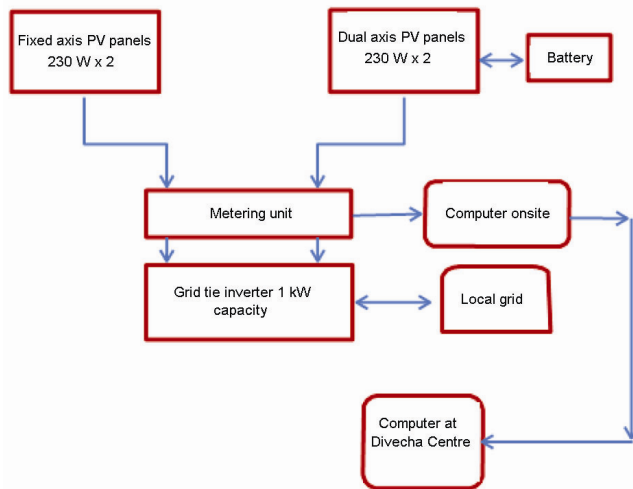 Fixed axis PV panels
230 W x 2
Dual axis PV panels
230 W x 2
Battery
Metering unit
Computer onsite
Grid tie inverter 1 kW
capacity
Local grid
Computer at
Divecha Centre